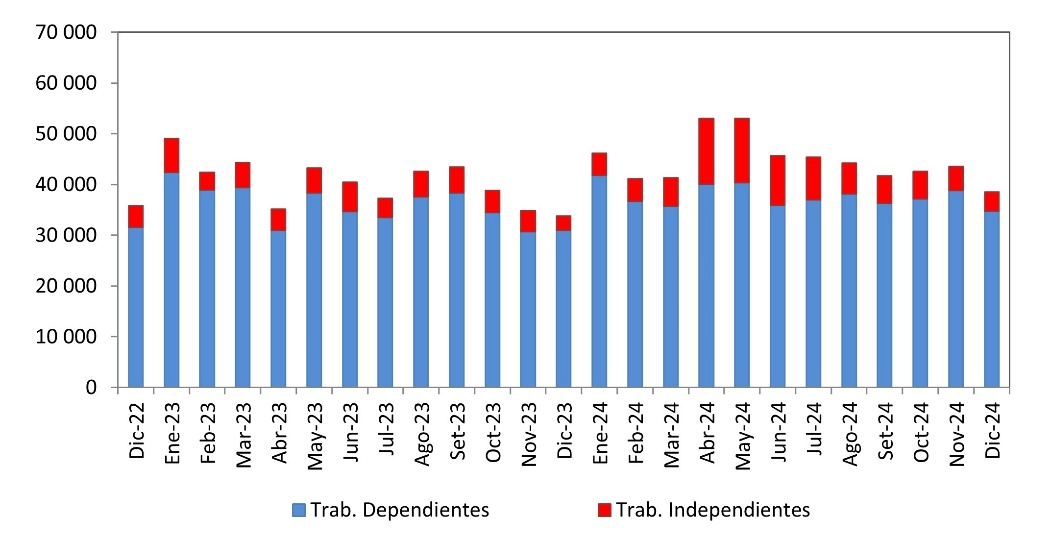 70 000
60 000
50 000
40 000
30 000
20 000
10 000
0
Dic-22
Ene-23
Feb-23
Mar-23
Abr-23
May-23
Jun-23
Jul-23
Ago-23
Set-23
Oct-23
Nov-23
Dic-23
Ene-24
Feb-24
Mar-24
Abr-24
May-24
Jun-24
Jul-24
Ago-24
Set-24
Oct-24
Nov-24
Dic-24
Trab. Dependientes
Trab. Independientes